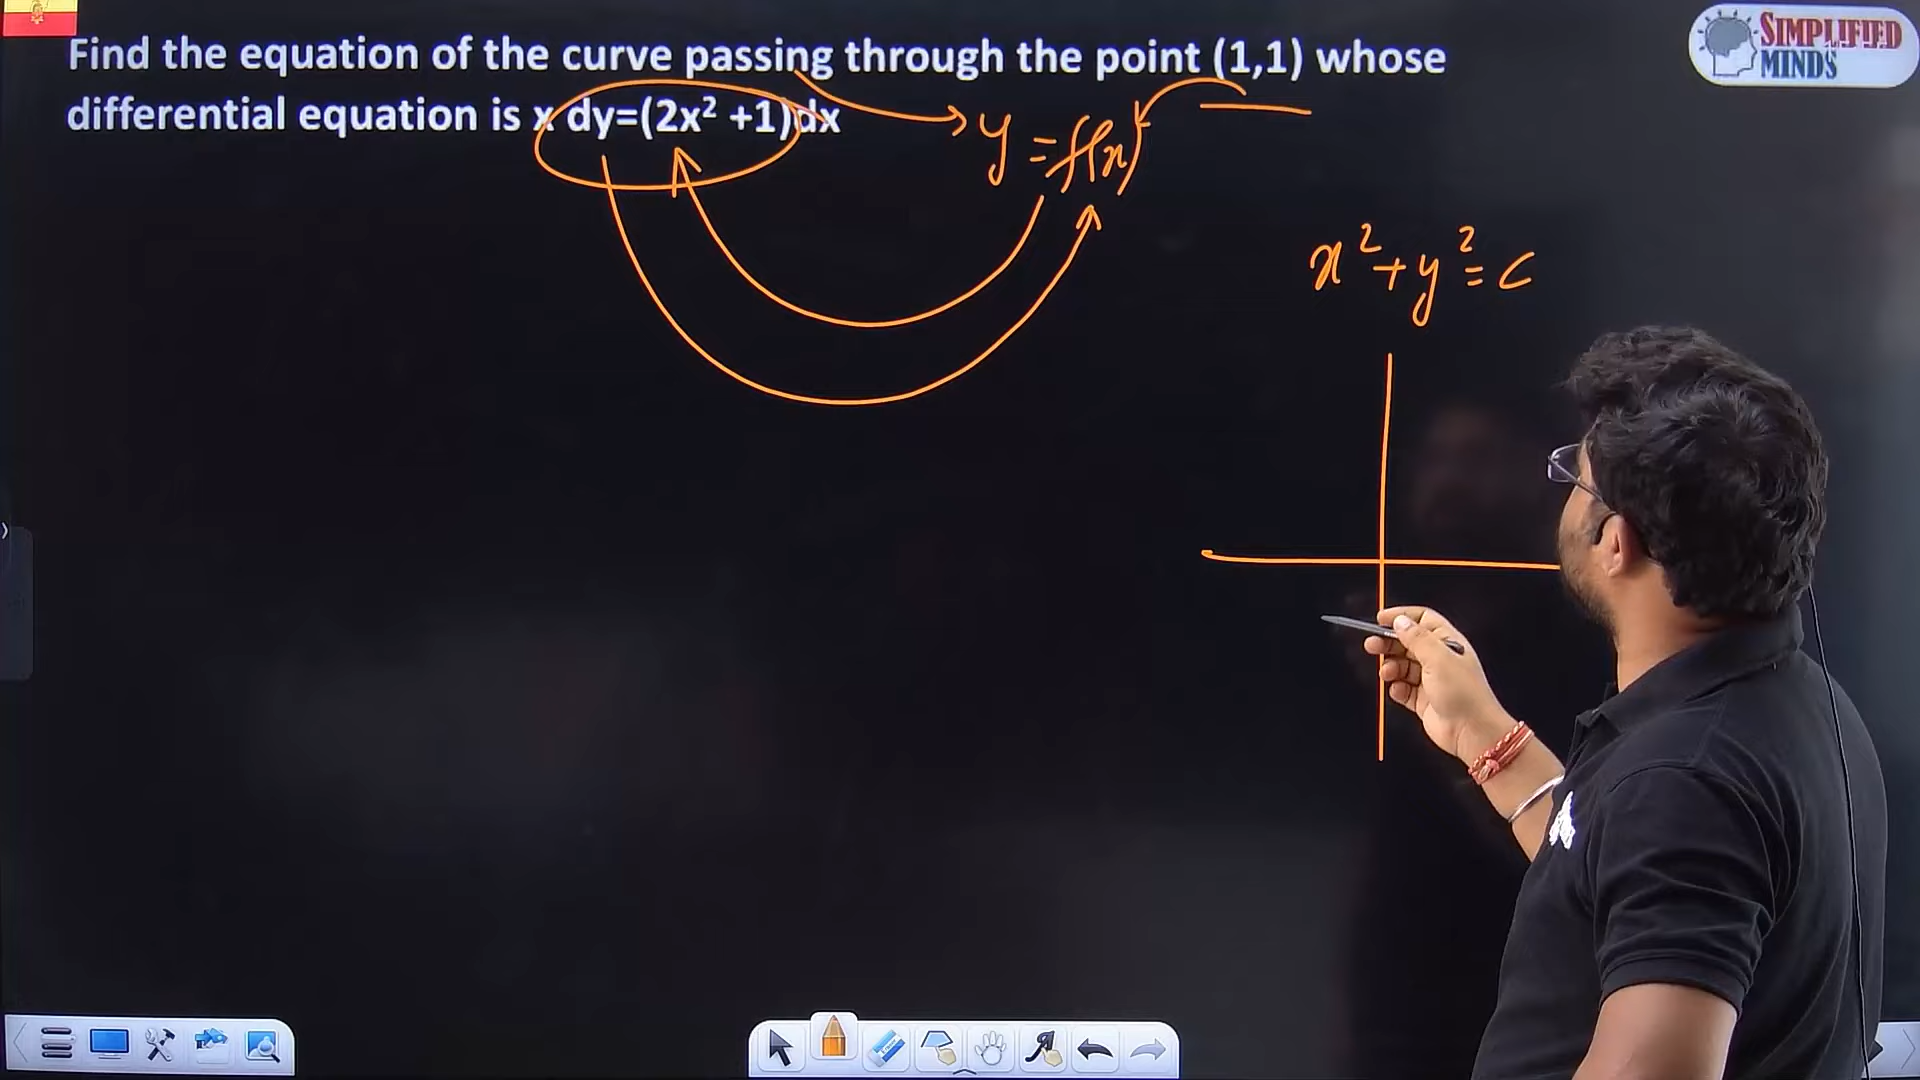 Find the equation of the curve passing through the point (1,1) whose
differential equation is x dy=(2x² +1)dx
y = f(x)
x² + y² = c
SIMPLIFIED
MINDS